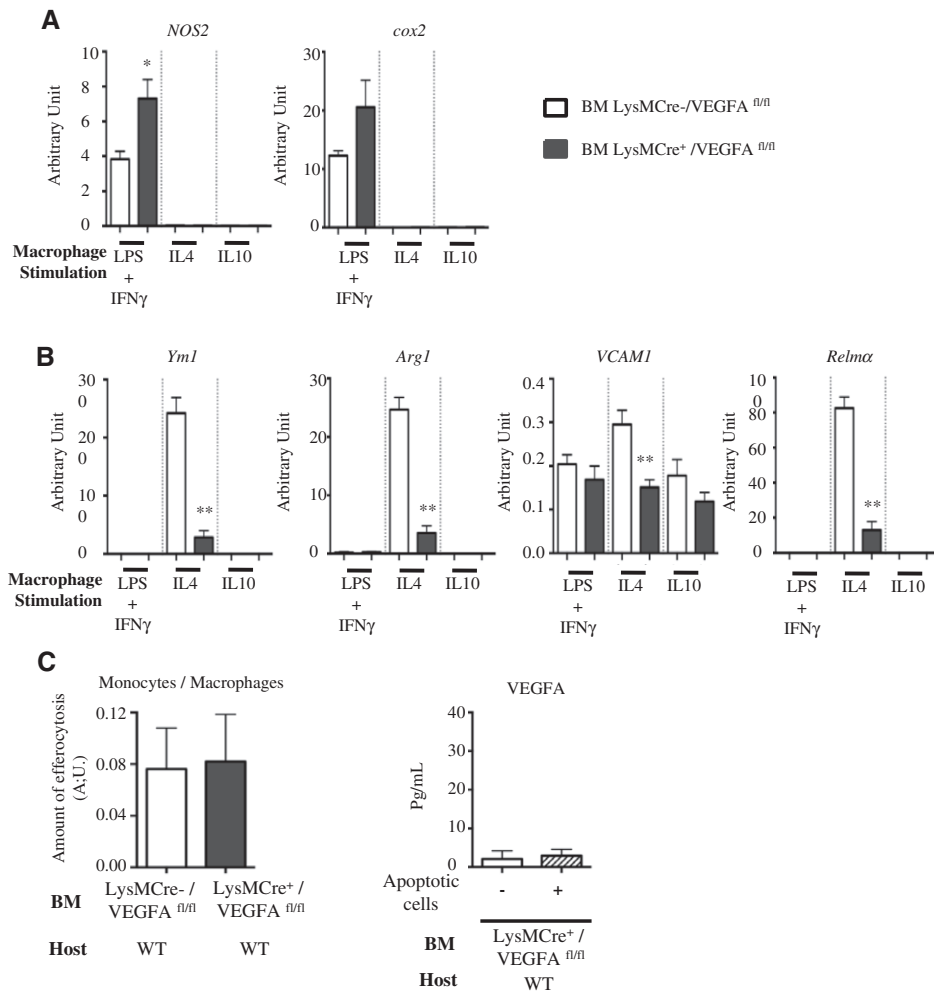 A
NOS2
cox2
Arbitrary Unit
10
8
6
4
2
0
Arbitrary Unit
30
20
10
0
BM LysMCre-/VEGFA fl/fl
BM LysMCre+ /VEGFA fl/fl
*
Macrophage
Stimulation
LPS
+
IFNγ
IL4
IL10
LPS
+
IFNγ
IL4
IL10
B
Ym1
Arg1
VCAM1
Relmα
Arbitrary Unit
30
0
20
0
10
0
0
**
Arbitrary Unit
30
20
10
0
**
Arbitrary Unit
0.4
0.3
0.2
0.1
0.0
**
Arbitrary Unit
10
0
80
60
40
20
0
**
Macrophage
Stimulation
LPS
+
IFNγ
IL4
IL10
LPS
+
IFNγ
IL4
IL10
LPS
+
IFNγ
IL4
IL10
LPS
+
IFNγ
IL4
IL10
C
Monocytes / Macrophages
Amount of efferocytosis
(A;U.)
0.12
0.08
0.04
0.00
BM
LysMCre- /
VEGFA fl/fl
LysMCre+ /
VEGFA fl/fl
Host
WT
WT
VEGFA
Pg/mL
40
30
20
10
0
Apoptotic
cells
-
+
BM
LysMCre+ /
VEGFA fl/fl
Host
WT